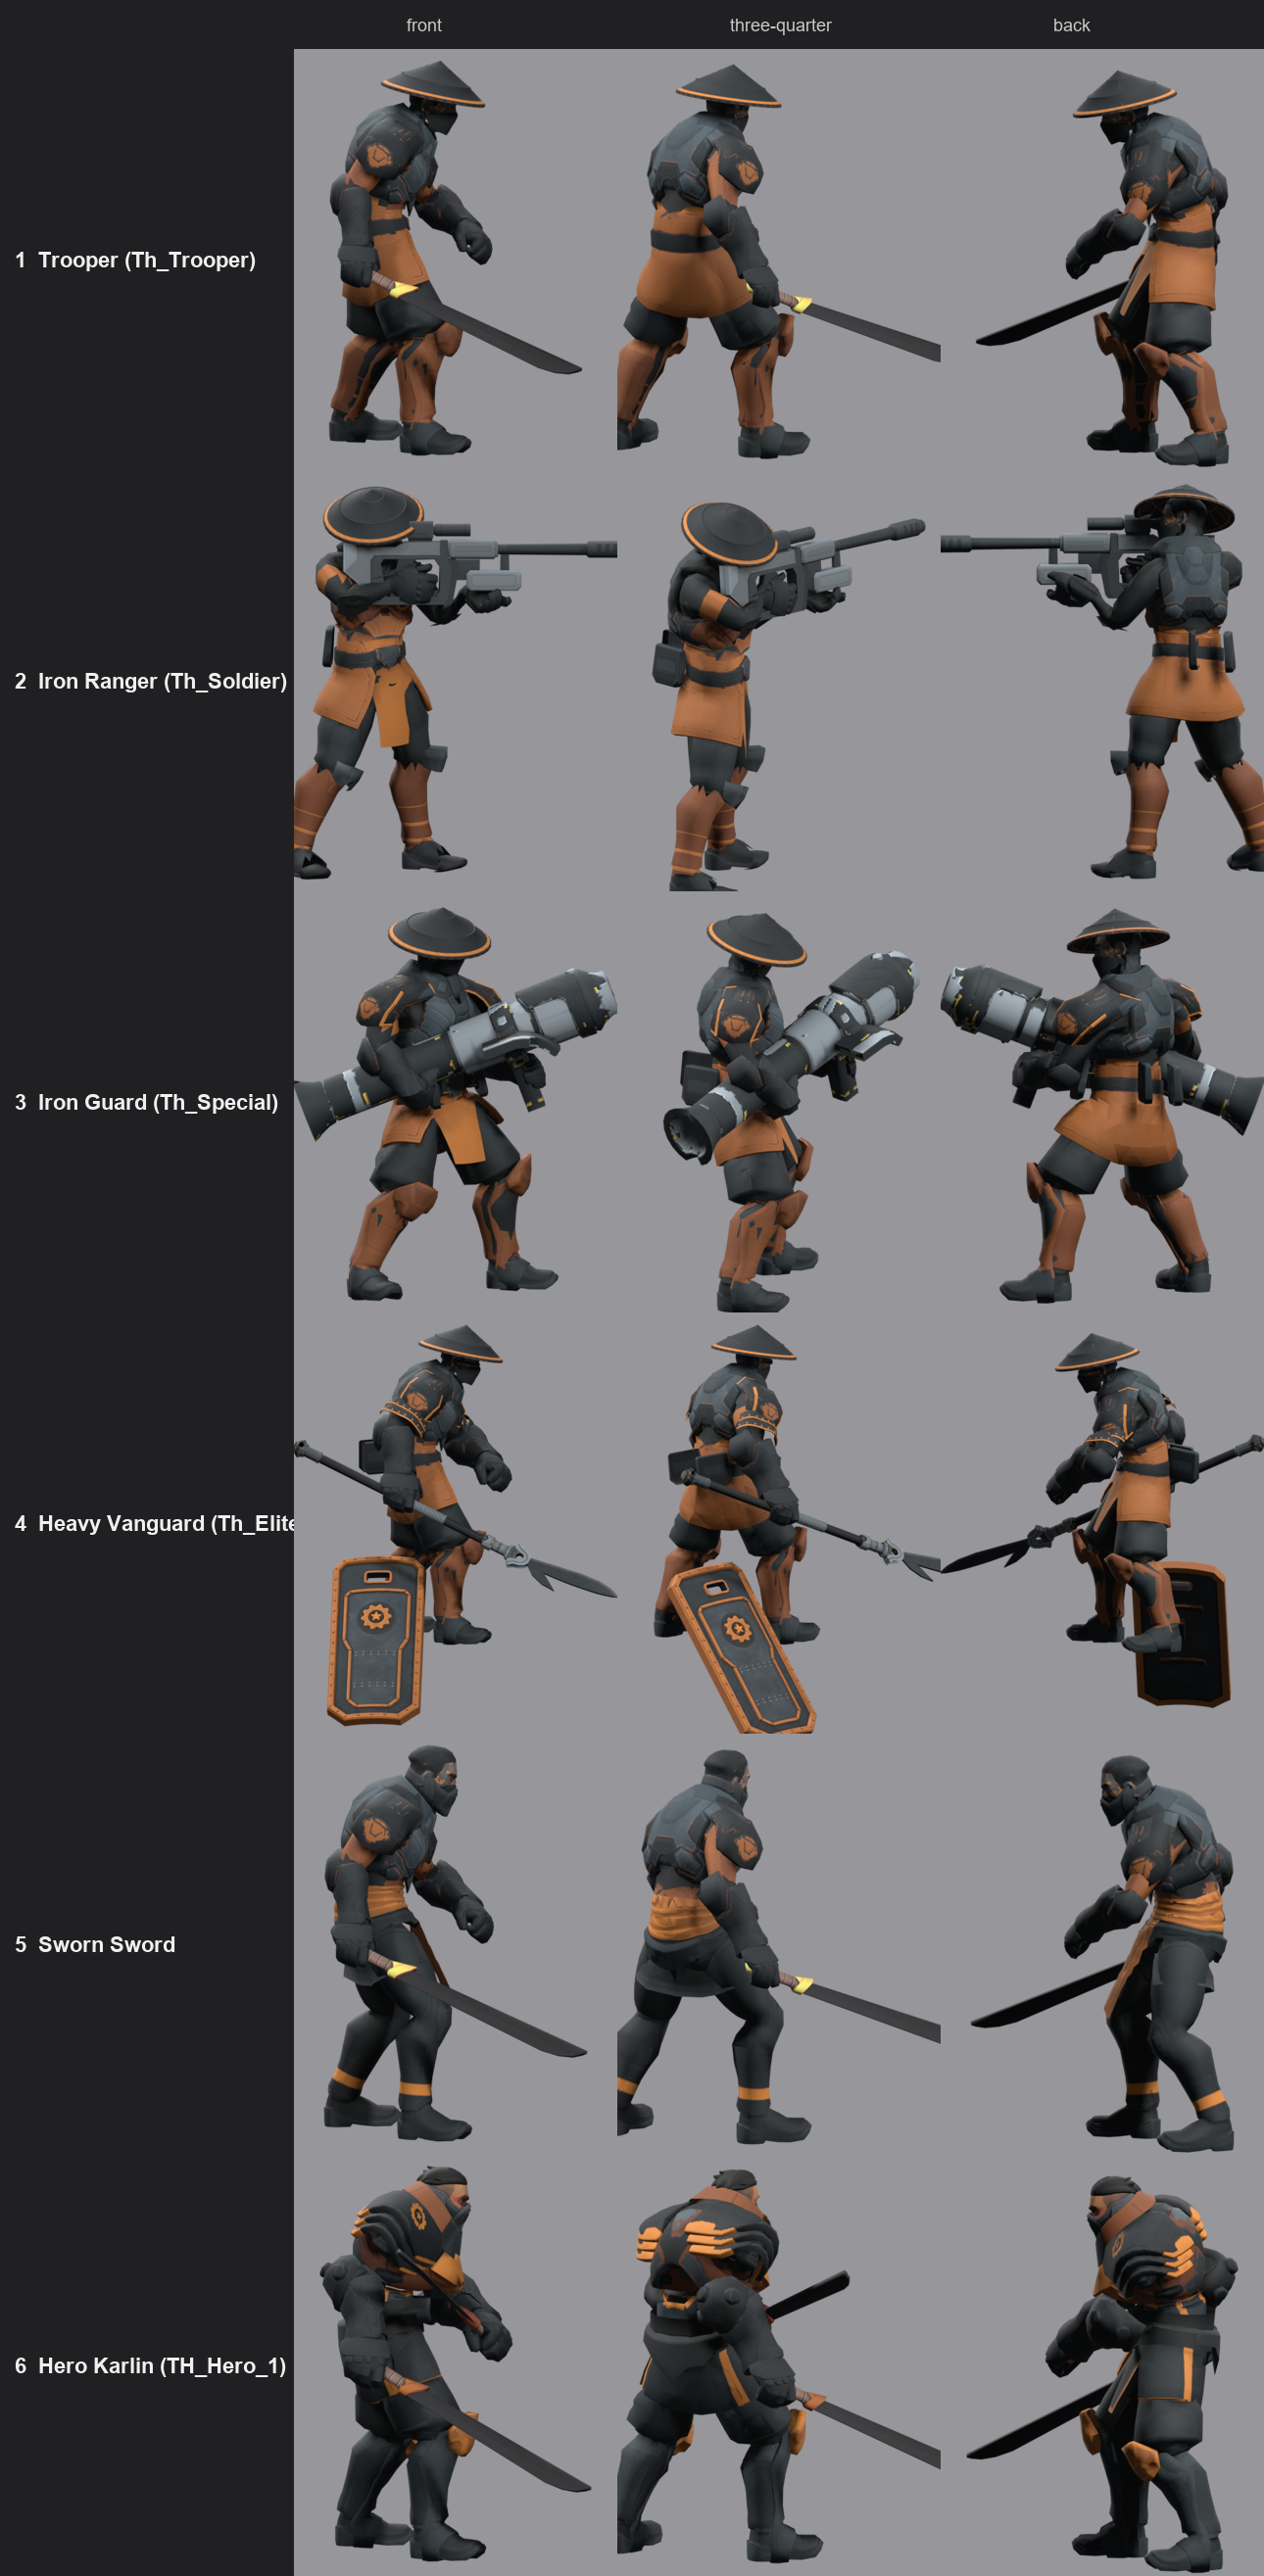 front three-quarter back
1 Trooper (Th_Trooper)
2 Iron Ranger (Th_Soldier)
3 Iron Guard (Th_Special)
4 Heavy Vanguard (Th_Elite
5 Sworn Sword
6 Hero Karlin (TH_Hero_1)